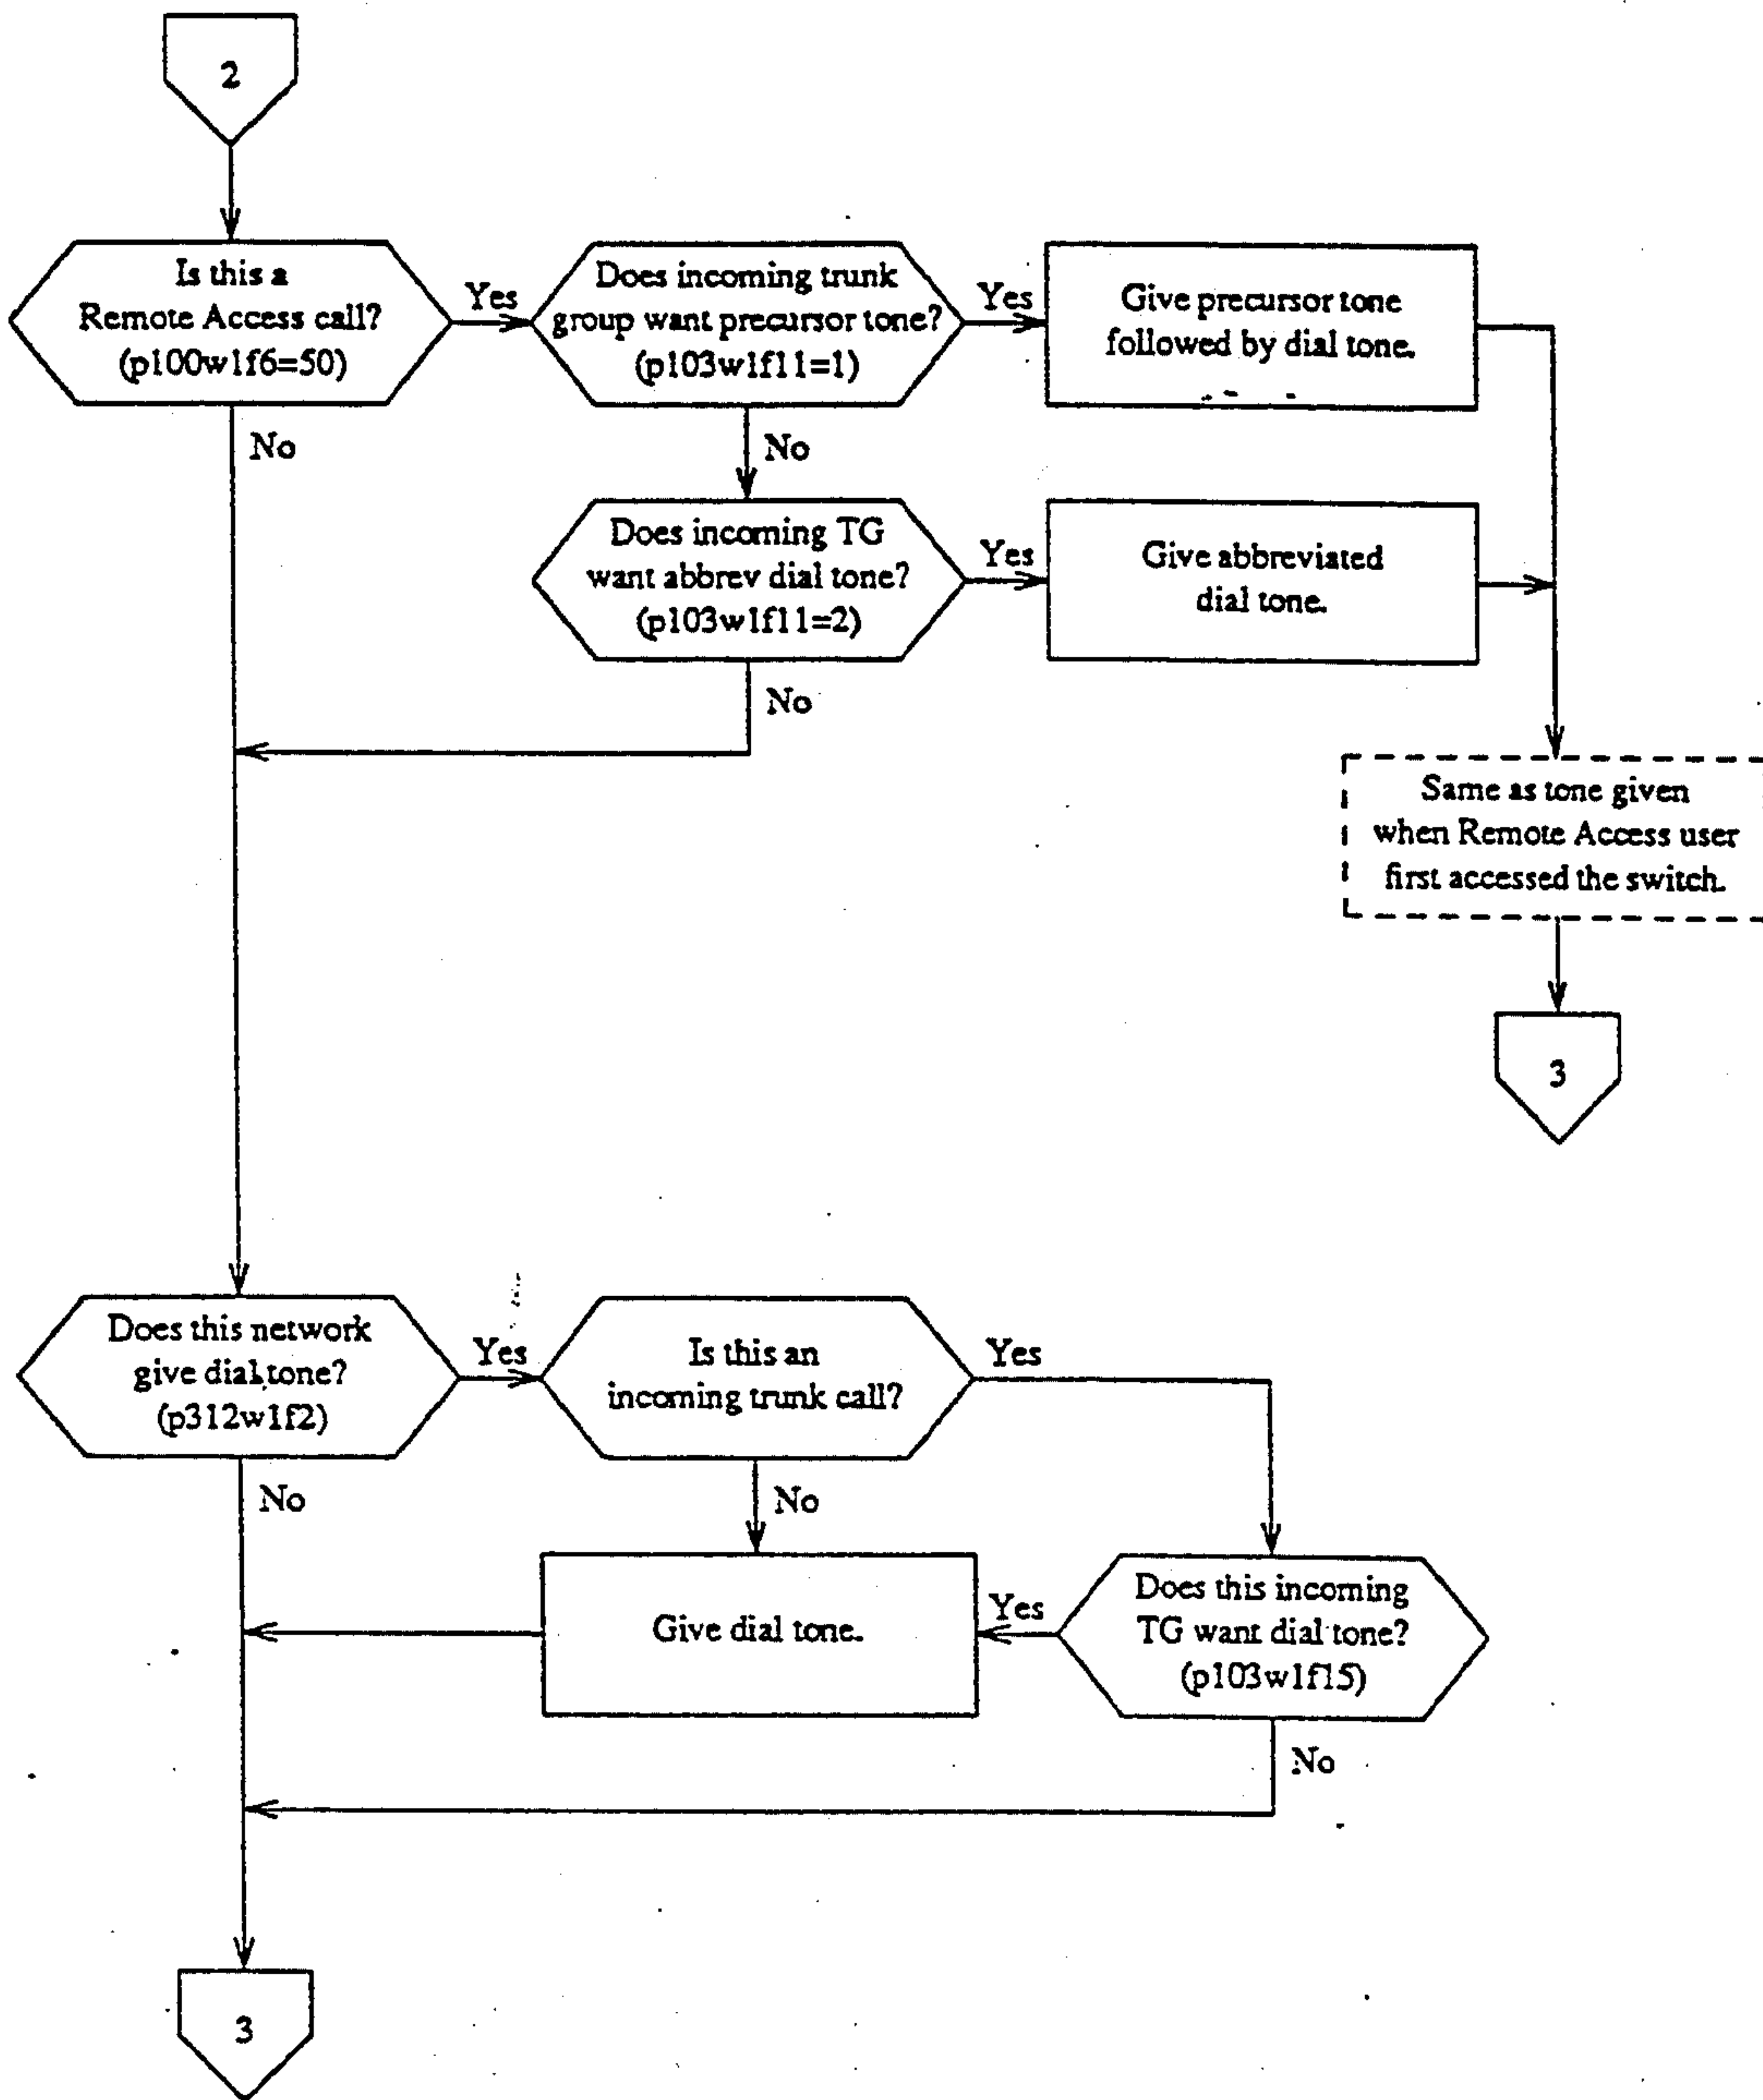 2
Is this a
Remote Access call?
(p100w1f6=50)
Yes
No
Does incoming trunk
group want precursor tone?
(p103w1f11=1)
Yes
No
Give precursor tone
followed by dial tone.
Does incoming TG
want abbrev dial tone?
(p103w1f11=2)
Yes
No
Give abbreviated
dial tone.
Same as tone given
when Remote Access user
first accessed the switch.
3
Does this network
give dial tone?
(p312w1f2)
Yes
No
Is this an
incoming trunk call?
Yes
No
Give dial tone.
Yes
Does this incoming
TG want dial tone?
(p103w1f15)
No
3